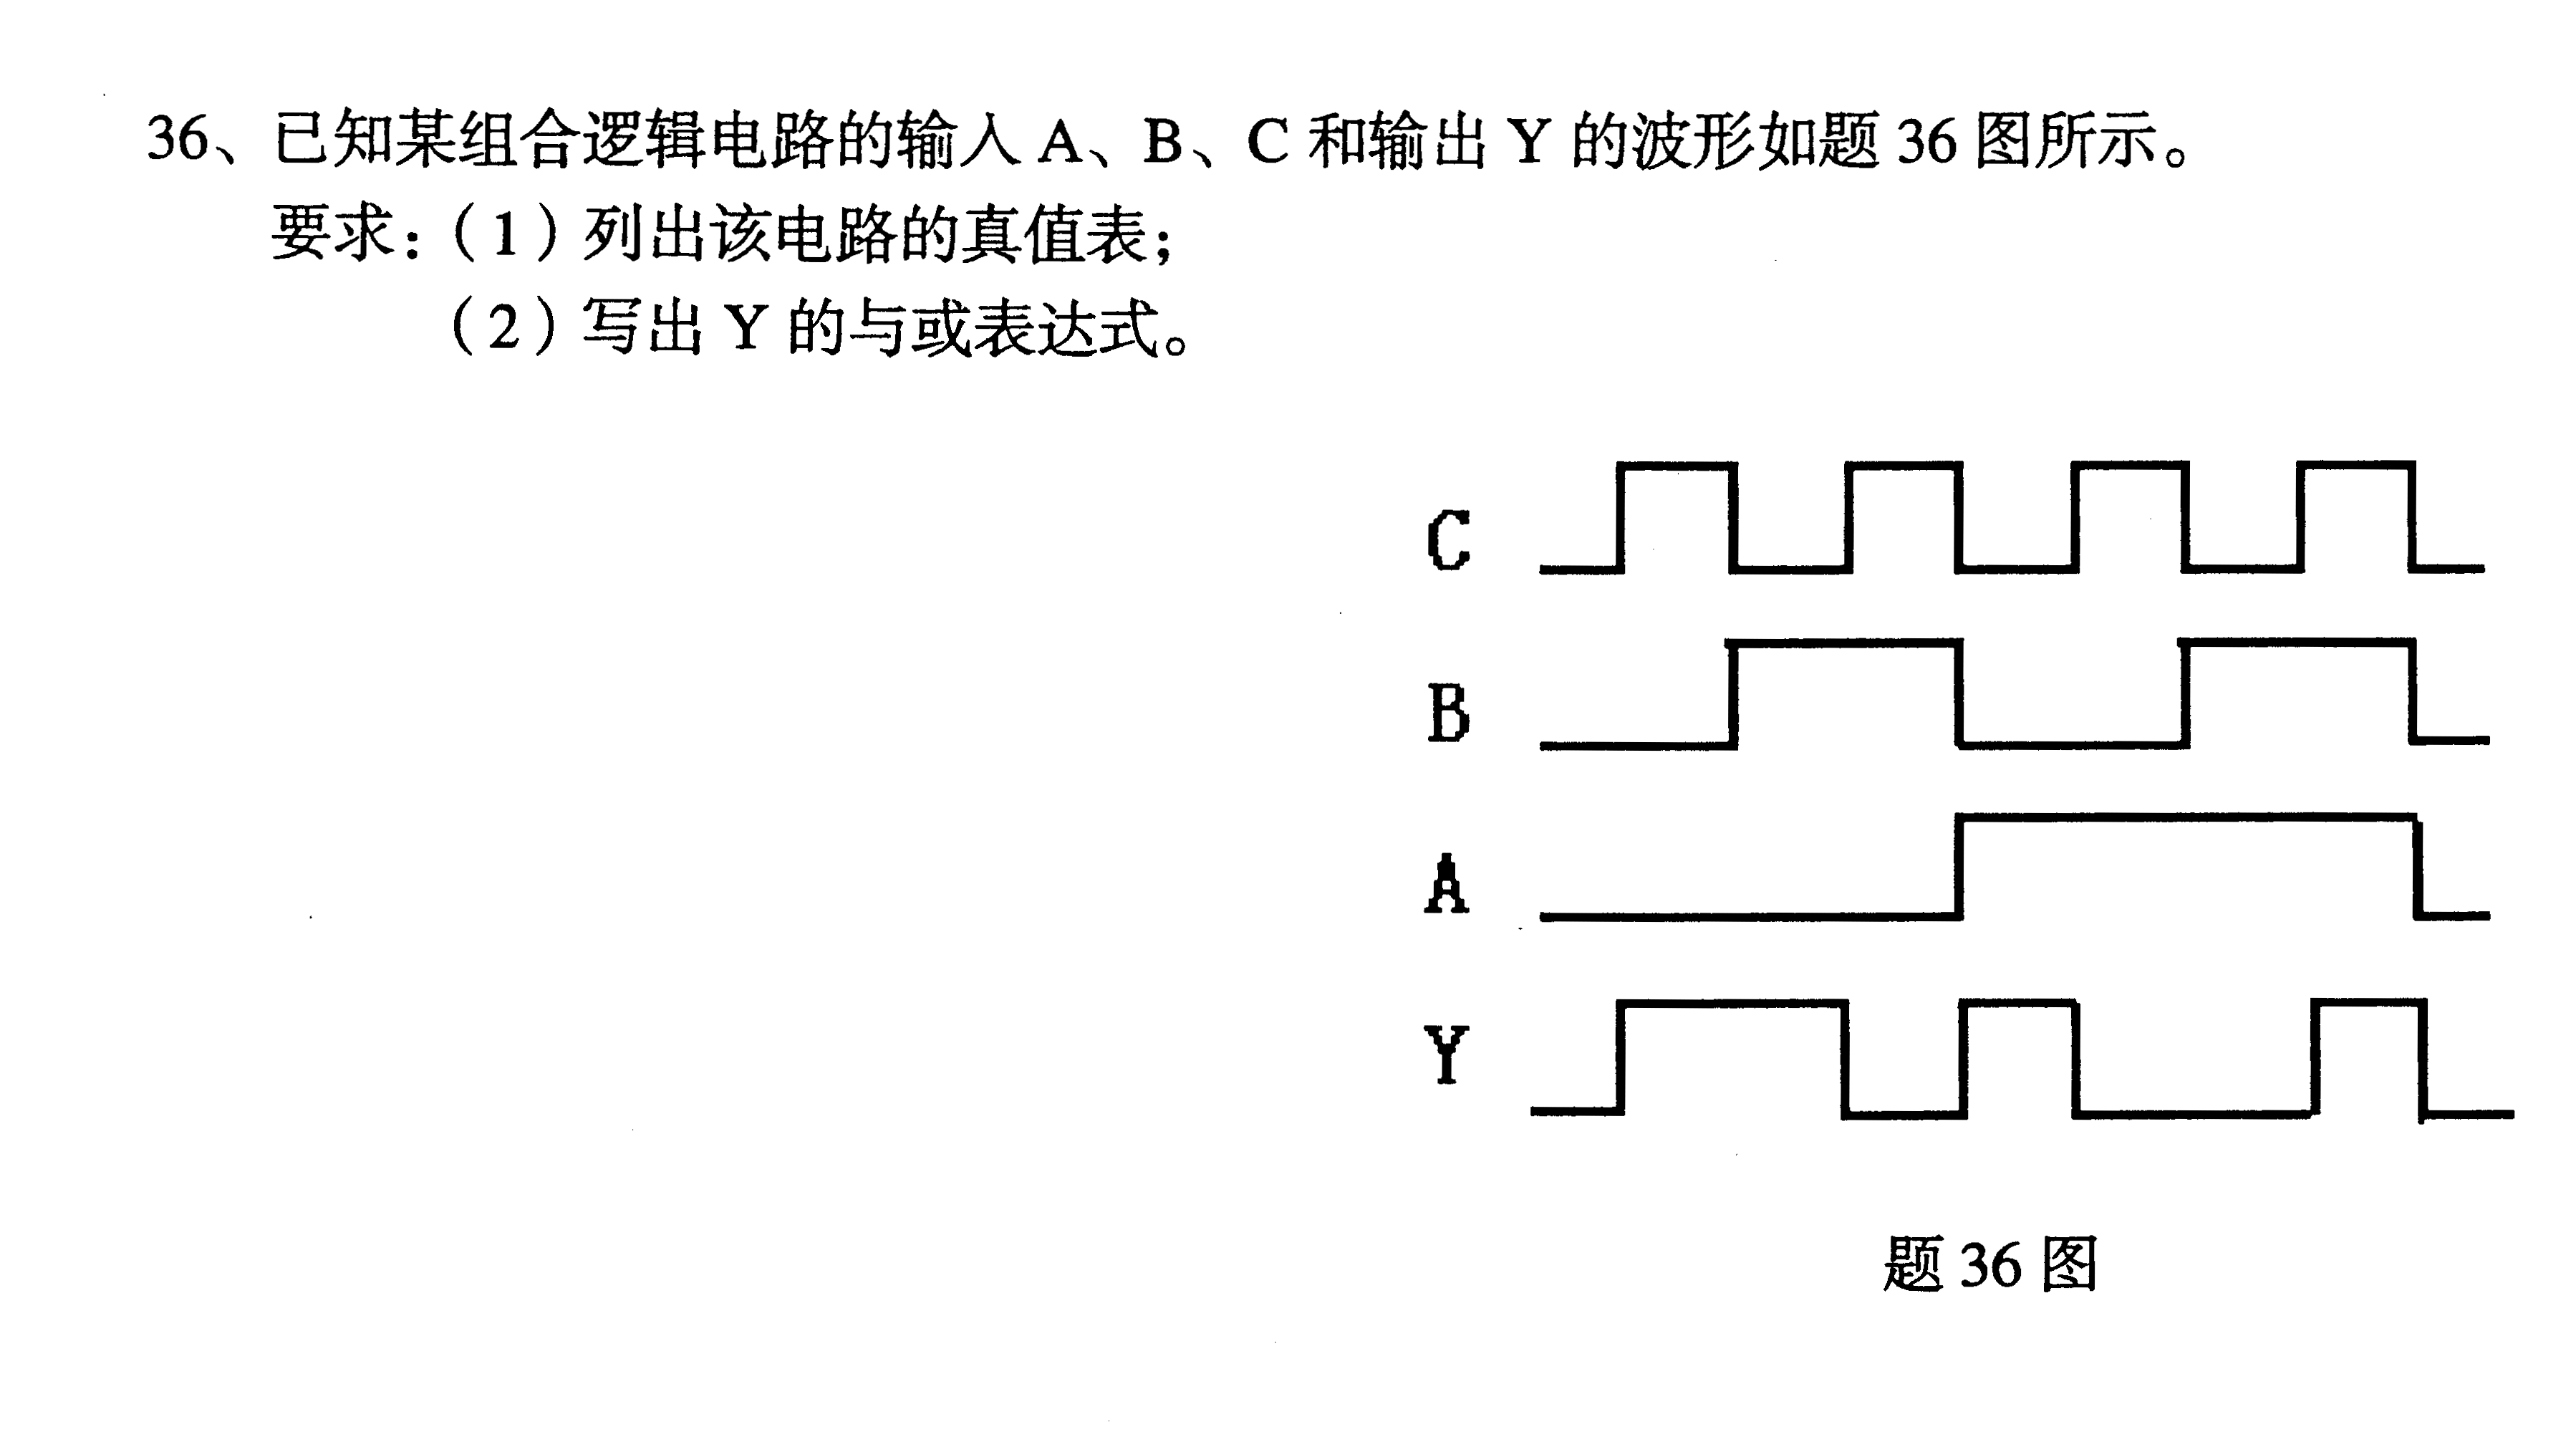 36、已知某组合逻辑电路的输入 A、B、C 和输出 Y 的波形如题 36 图所示。
要求：（1）列出该电路的真值表；
（2）写出 Y 的与或表达式。
C
B
A
Y
题 36 图